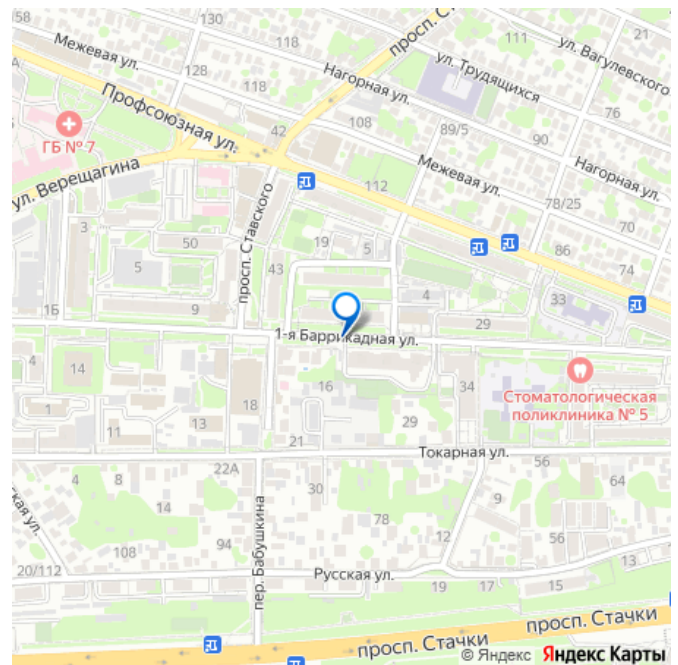 58
130
просп. С
111
21
Межевая ул.
118
ул. Вагулевского
128
118
Нагорная ул.
ул. Трудящихся
Профсоюзная ул.
76
42
108
89/5
90
ГБ № 7
Межевая ул.
Нагорная ул.
ул. Верещагина
112
78/25
просп. Ставского
3
50
19
5
70
86
5
43
74
4
33
1Б
9
29
1-я Баррикадная ул.
4
14
16
34
Стоматологическая
поликлиника № 5
1
18
13
11
29
21
Токарная ул.
22А
56
64
4
8
30
9
кая ул.
14
78
пер. Бабушкина
94
12
56
108
13
20/112
Русская ул.
19
17
15
просп. Стачки
просп. Стачки
© Яндекс Яндекс Карты